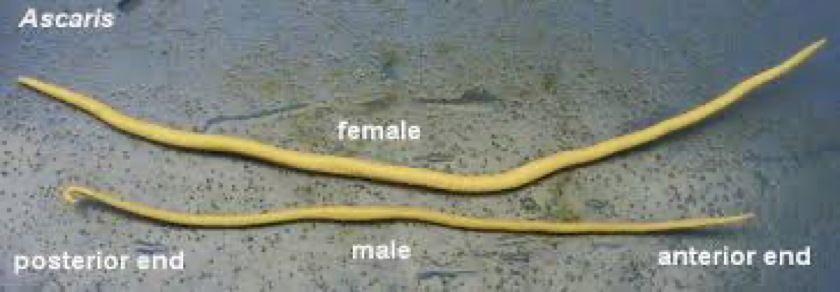 Ascaris
female
male
posterior end
anterior end